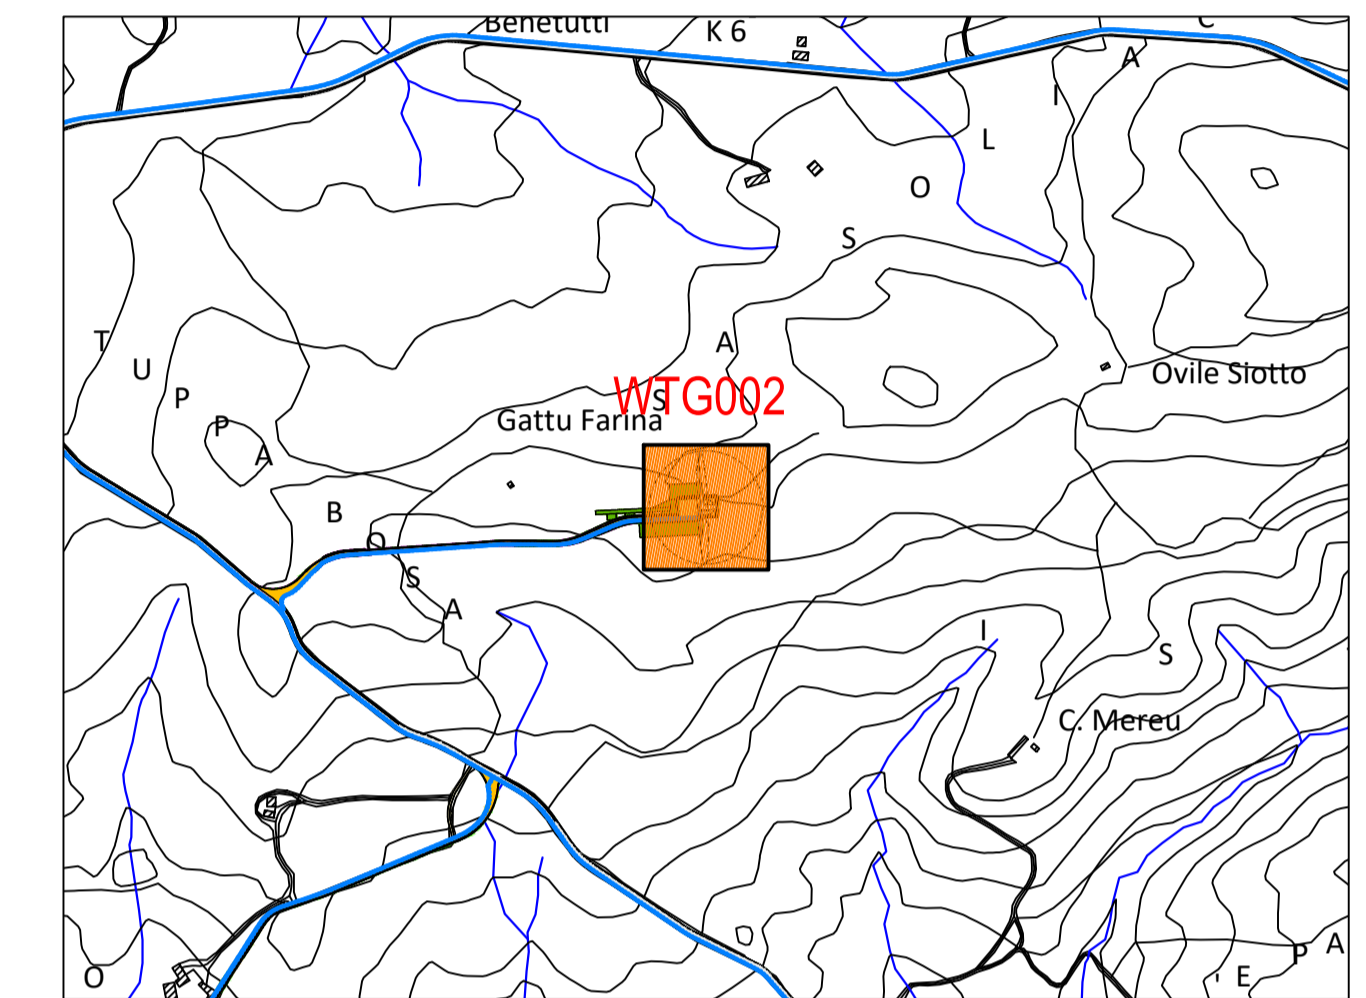 Benetutti
K 6
C
A
I
L
O
S
A
S
T
U
P
P
A
Ovile Siotto
WTG002
Gattu Farina
B
O
S
A
I
S
C. Mereu
O
' E
P
A